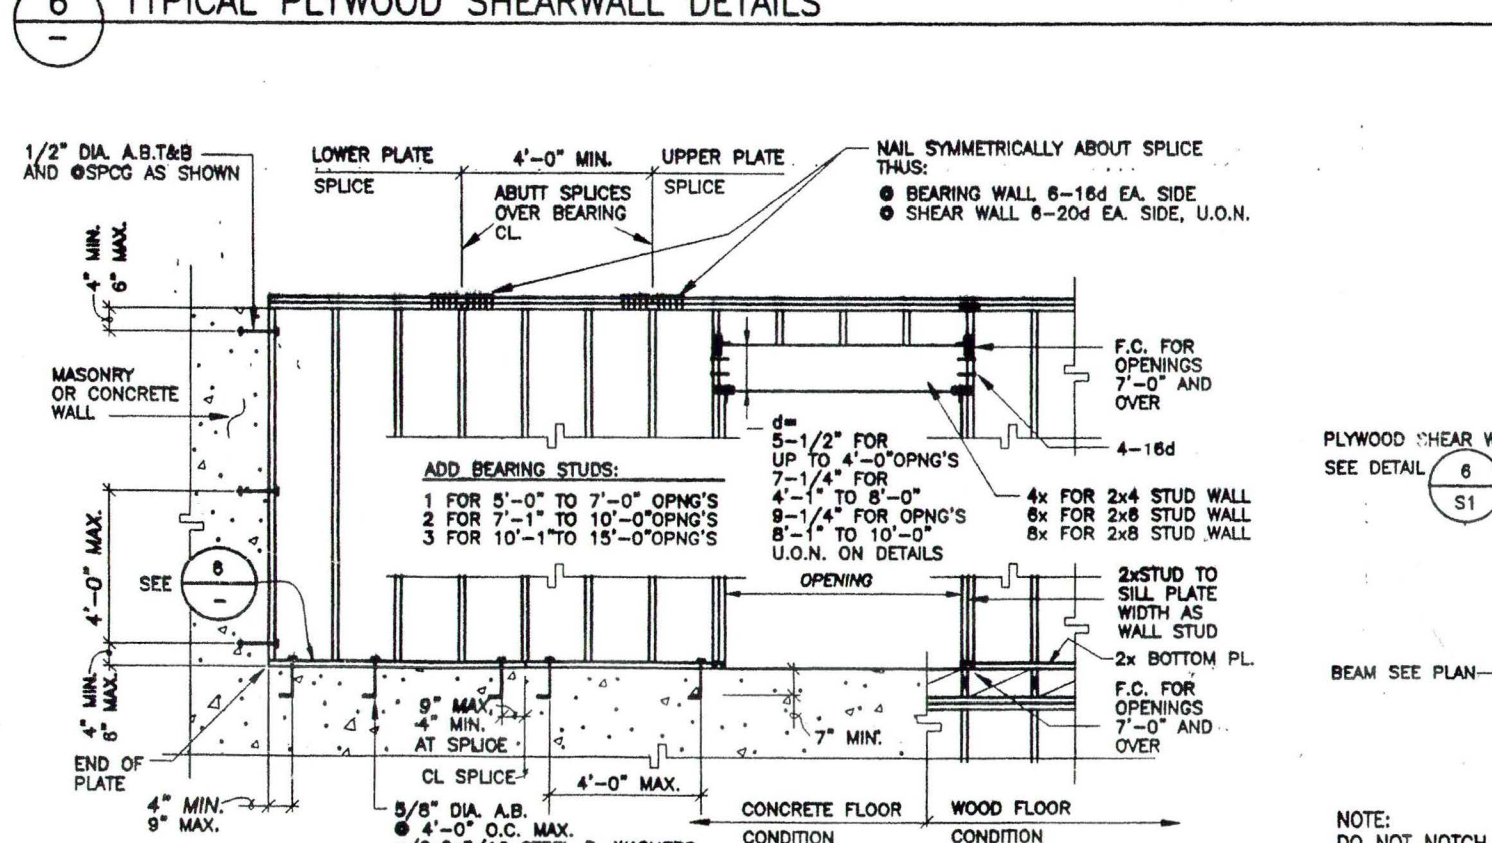 6
–
TYPICAL PLYWOOD SHEARWALL DETAILS
1/2" DIA. A.B.T&B
AND @SPCG AS SHOWN
LOWER PLATE
SPLICE
4'-0" MIN.
UPPER PLATE
SPLICE
ABUTT SPLICES
OVER BEARING
CL.
NAIL SYMMETRICALLY ABOUT SPLICE
THUS:
● BEARING WALL 6-16d EA. SIDE
● SHEAR WALL 6-20d EA. SIDE, U.O.N.
4" MIN.
6" MAX.
MASONRY
OR CONCRETE
WALL
F.C. FOR
OPENINGS
7'-0" AND
OVER
4-16d
d=
5-1/2" FOR
UP TO 4'-0"OPNG'S
7-1/4" FOR
4'-1" TO 8'-0"
9-1/4" FOR OPNG'S
8'-1" TO 10'-0"
U.O.N. ON DETAILS
OPENING
ADD BEARING STUDS:
1 FOR 5'-0" TO 7'-0" OPNG'S
2 FOR 7'-1" TO 10'-0"OPNG'S
3 FOR 10'-1"TO 15'-0"OPNG'S
4x FOR 2x4 STUD WALL
6x FOR 2x6 STUD WALL
8x FOR 2x8 STUD WALL
PLYWOOD SHEAR W
SEE DETAIL
6
S1
4'-0" MAX.
SEE
6
–
2xSTUD TO
SILL PLATE
WIDTH AS
WALL STUD
2x BOTTOM PL.
F.C. FOR
OPENINGS
7'-0" AND
OVER
BEAM SEE PLAN
4" MIN.
6" MAX.
END OF
PLATE
4" MIN.
9" MAX.
9" MAX.
4" MIN.
AT SPLICE
CL SPLICE
4'-0" MAX.
7" MIN.
5/8" DIA. A.B.
@ 4'-0" O.C. MAX.
CONCRETE FLOOR
CONDITION
WOOD FLOOR
CONDITION
NOTE:
DO NOT NOTCH